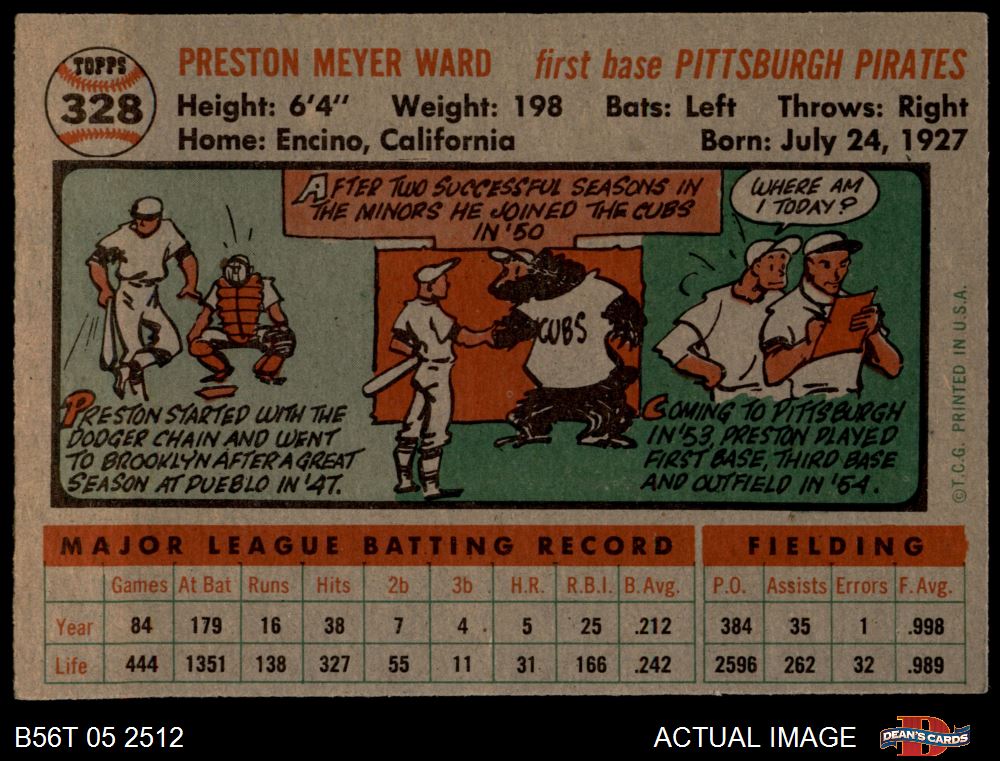 TOPPS
328
PRESTON MEYER WARD first base PITTSBURGH PIRATES
Height: 6'4" Weight: 198 Bats: Left Throws: Right
Home: Encino, California Born: July 24, 1927
AFTER TWO SUCCESSFUL SEASONS IN
THE MINORS HE JOINED THE CUBS
IN '50
WHERE AM
I TODAY?
CUBS
PRESTON STARTED WITH THE
DODGER CHAIN AND WENT
TO BROOKLYN AFTER A GREAT
SEASON AT PUEBLO IN '47.
COMING TO PITTSBURGH
IN '53, PRESTON PLAYED
FIRST BASE, THIRD BASE
AND OUTFIELD IN '54.
© T.C.G. PRINTED IN U.S.A.
MAJOR LEAGUE BATTING RECORD FIELDING
Games At Bat Runs Hits 2b 3b H.R. R.B.I. B.Avg. P.O. Assists Errors F.Avg.
Year 84 179 16 38 7 4 5 25 .212 384 35 1 .998
Life 444 1351 138 327 55 11 31 166 .242 2596 262 32 .989
B56T 05 2512 ACTUAL IMAGE
D
DEAN'S CARDS